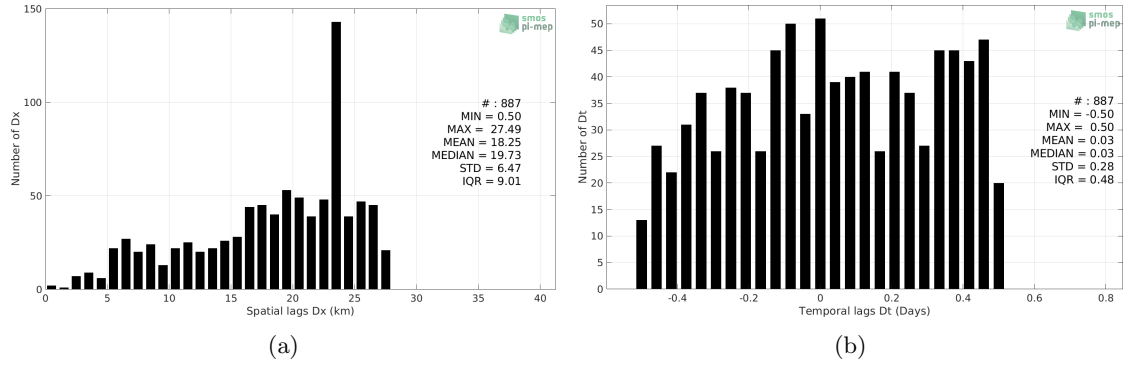 150
100
50
0
Number of Dx
0 5 10 15 20 25 30 35 40
Spatial lags Dx (km)
smos
pi-mep
# : 887
MIN = 0.50
MAX = 27.49
MEAN = 18.25
MEDIAN = 19.73
STD = 6.47
IQR = 9.01
(a)
50
45
40
35
30
25
20
15
10
5
0
Number of Dt
-0.4 -0.2 0 0.2 0.4 0.6 0.8
Temporal lags Dt (Days)
smos
pi-mep
# : 887
MIN = -0.50
MAX = 0.50
MEAN = 0.03
MEDIAN = 0.03
STD = 0.28
IQR = 0.48
(b)